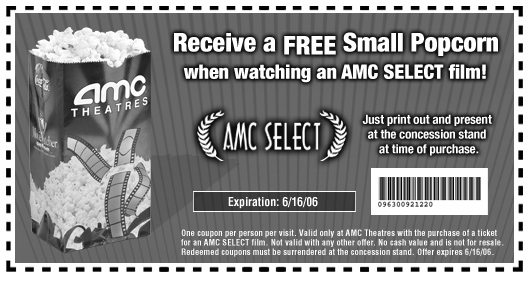 Receive a FREE Small Popcorn
when watching an AMC SELECT film!
Coca-Cola
amc
THEATRES
AMC SELECT
Just print out and present
at the concession stand
at time of purchase.
Expiration: 6/16/06
096300921220
One coupon per person per visit. Valid only at AMC Theatres with the purchase of a ticket
for an AMC SELECT film. Not valid with any other offer. No cash value and is not for resale.
Redeemed coupons must be surrendered at the concession stand. Offer expires 6/16/06.